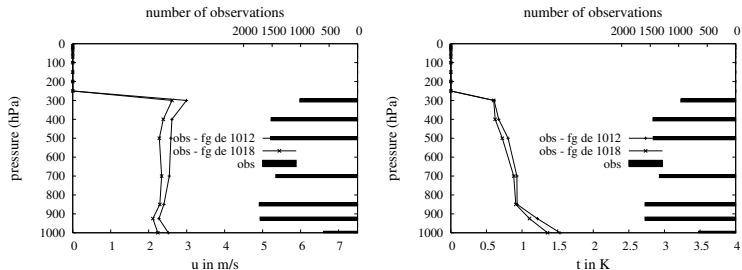 number of observations
2000 1500 1000 500 0
0
100
200
300
400
500
600
700
800
900
1000
pressure (hPa)
obs - fg de 1012
obs - fg de 1018
obs
0 1 2 3 4 5 6 7
u in m/s
number of observations
2000 1500 1000 500 0
0
100
200
300
400
500
600
700
800
900
1000
pressure (hPa)
obs - fg de 1012
obs - fg de 1018
obs
0 0.5 1 1.5 2 2.5 3 3.5 4
t in K